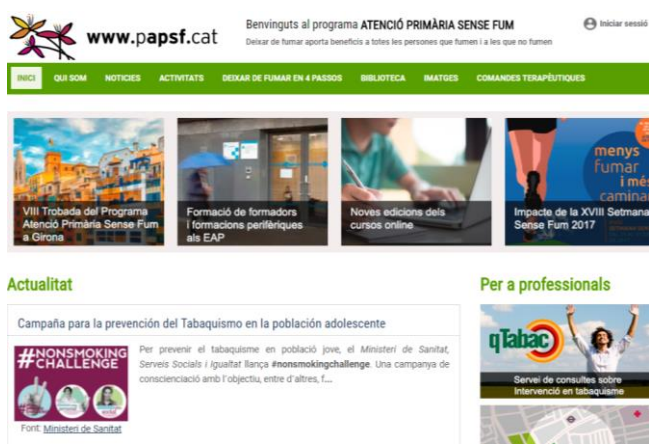 www.papsf.cat
Benvinguts al programa ATENCIÓ PRIMÀRIA SENSE FUM
Deixar de fumar aporta beneficis a totes les persones que fumen i a les que no fumen
Iniciar sessió
INICI QUI SOM NOTICIES ACTIVITATS DEIXAR DE FUMAR EN 4 PASSOS BIBLIOTECA IMATGES COMANDES TERAPÈUTIQUES
VIII Trobada del Programa
Atenció Primària Sense Fum
a Girona
Formació de formadors
i formacions perifèriques
als EAP
Noves edicions dels
cursos online
menys
fumar
i més
caminar
Impacte de la XVIII Setmana
Sense Fum 2017
Actualitat
Campaña para la prevención del Tabaquismo en la población adolescente
#NONSMOKING
CHALLENGE
Per prevenir el tabaquisme en població jove, el Ministeri de Sanitat,
Serveis Socials i Igualtat llança #nonsmokingchallenge. Una campanya de
conscienciació amb l'objectiu, entre d'altres, f....
Font: Ministeri de Sanitat
Per a professionals
qTabac
Servei de consultes sobre
Intervenció en tabaquisme